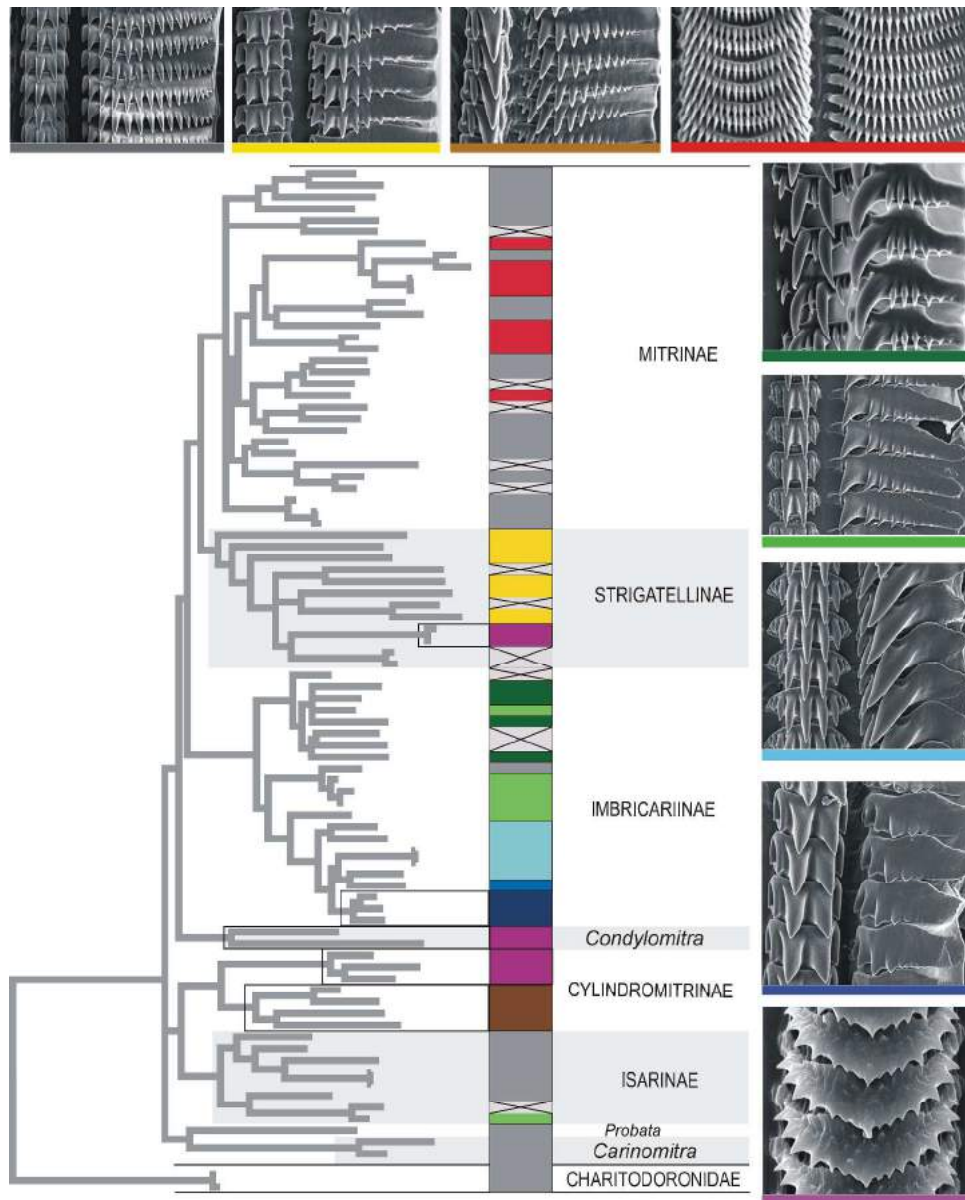 MITRINAE
STRIGATELLINAE
IMBRICARIINAE
Condylomitra
CYLINDROMITRINAE
ISARINAE
Probata
Carinomitra
CHARITODORONIDAE